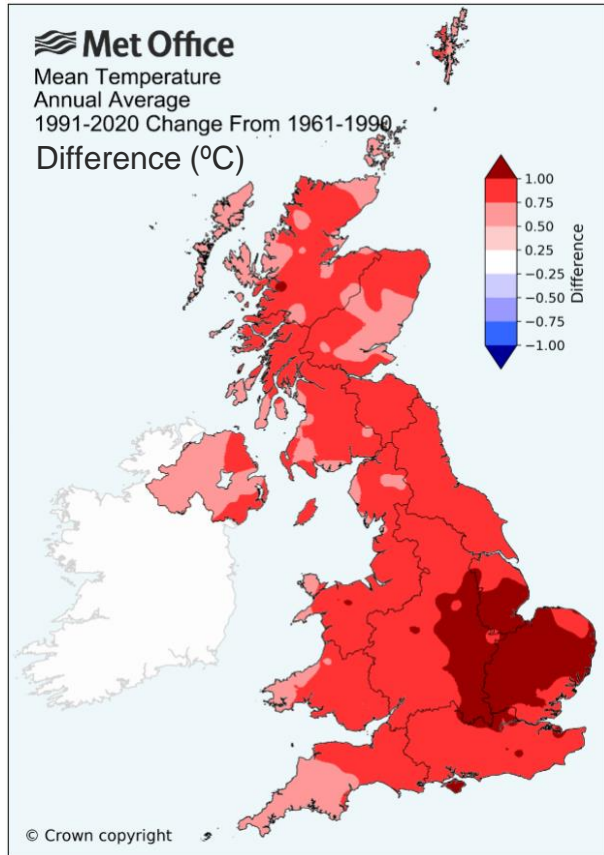 Met Office
Mean Temperature
Annual Average
1991-2020 Change From 1961-1990
Difference (ºC)
1.00
0.75
0.50
0.25
−0.25
−0.50
−0.75
−1.00
Difference
© Crown copyright